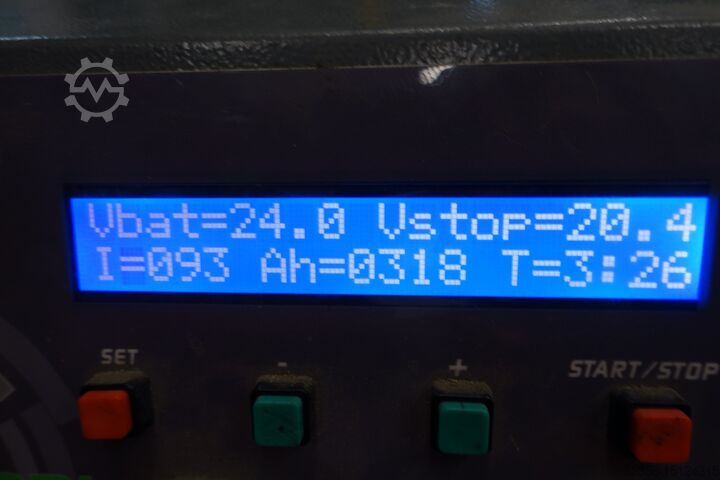 Vbat=24.0 Vstop=20.4
I=093 Ah=0318 T=3:26
SET - + START/STOP